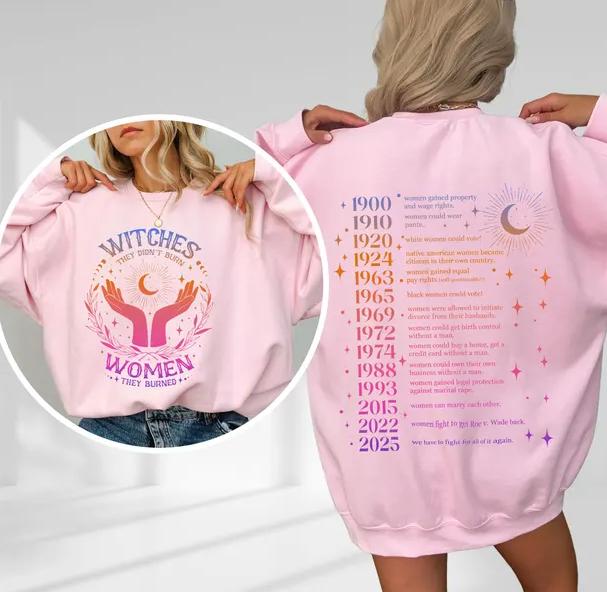 WITCHES
THEY DIDN'T BURN
WOMEN
THEY BURNED
1900 women gained property
and wage rights.
1910 women could wear
pants.
1920 white women could vote!
1924 native american women became
citizen in their own country.
1963 women gained equal
pay rights
1965 black women could vote!
1969 women were allowed to initiate
divorce from their husbands.
1972 women could get birth control
without a man.
1974 women could buy a home, get a
credit card without a man.
1988 women could own their own
business without a man.
1993 women gained legal protection
against marital rape.
2015 women can marry each other.
2022 women fight to get Roe v. Wade back.
2025 we have to fight for all of it again.